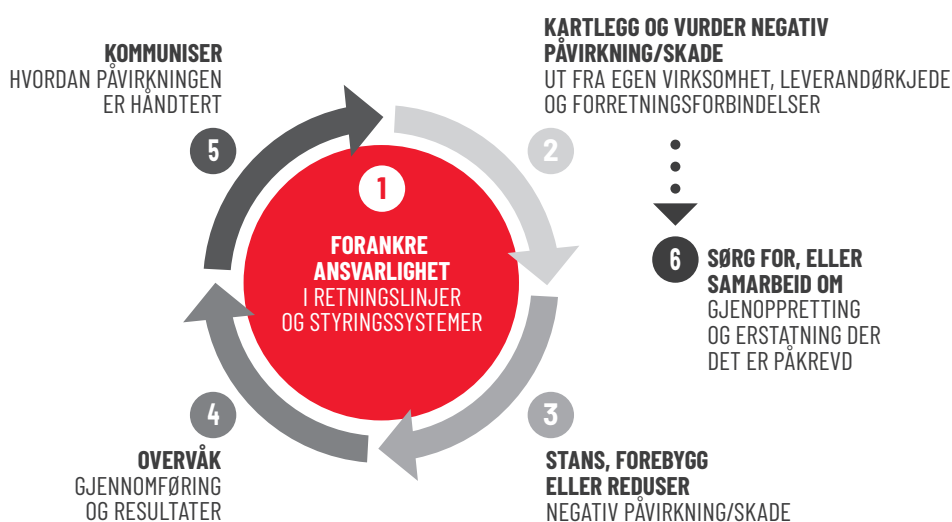 1
FORANKRE
ANSVARLIGHET
I RETNINGSLINJER
OG STYRINGSSYSTEMER
2
KARTLEGG OG VURDER NEGATIV
PÅVIRKNING/SKADE
UT FRA EGEN VIRKSOMHET, LEVERANDØRKJEDE
OG FORRETNINGSFORBINDELSER
3
STANS, FOREBYGG
ELLER REDUSER
NEGATIV PÅVIRKNING/SKADE
4
OVERVÅK
GJENNOMFØRING
OG RESULTATER
5
KOMMUNISER
HVORDAN PÅVIRKNINGEN
ER HÅNDTERT
6
SØRG FOR, ELLER
SAMARBEID OM
GJENOPPRETTING
OG ERSTATNING DER
DET ER PÅKREVD